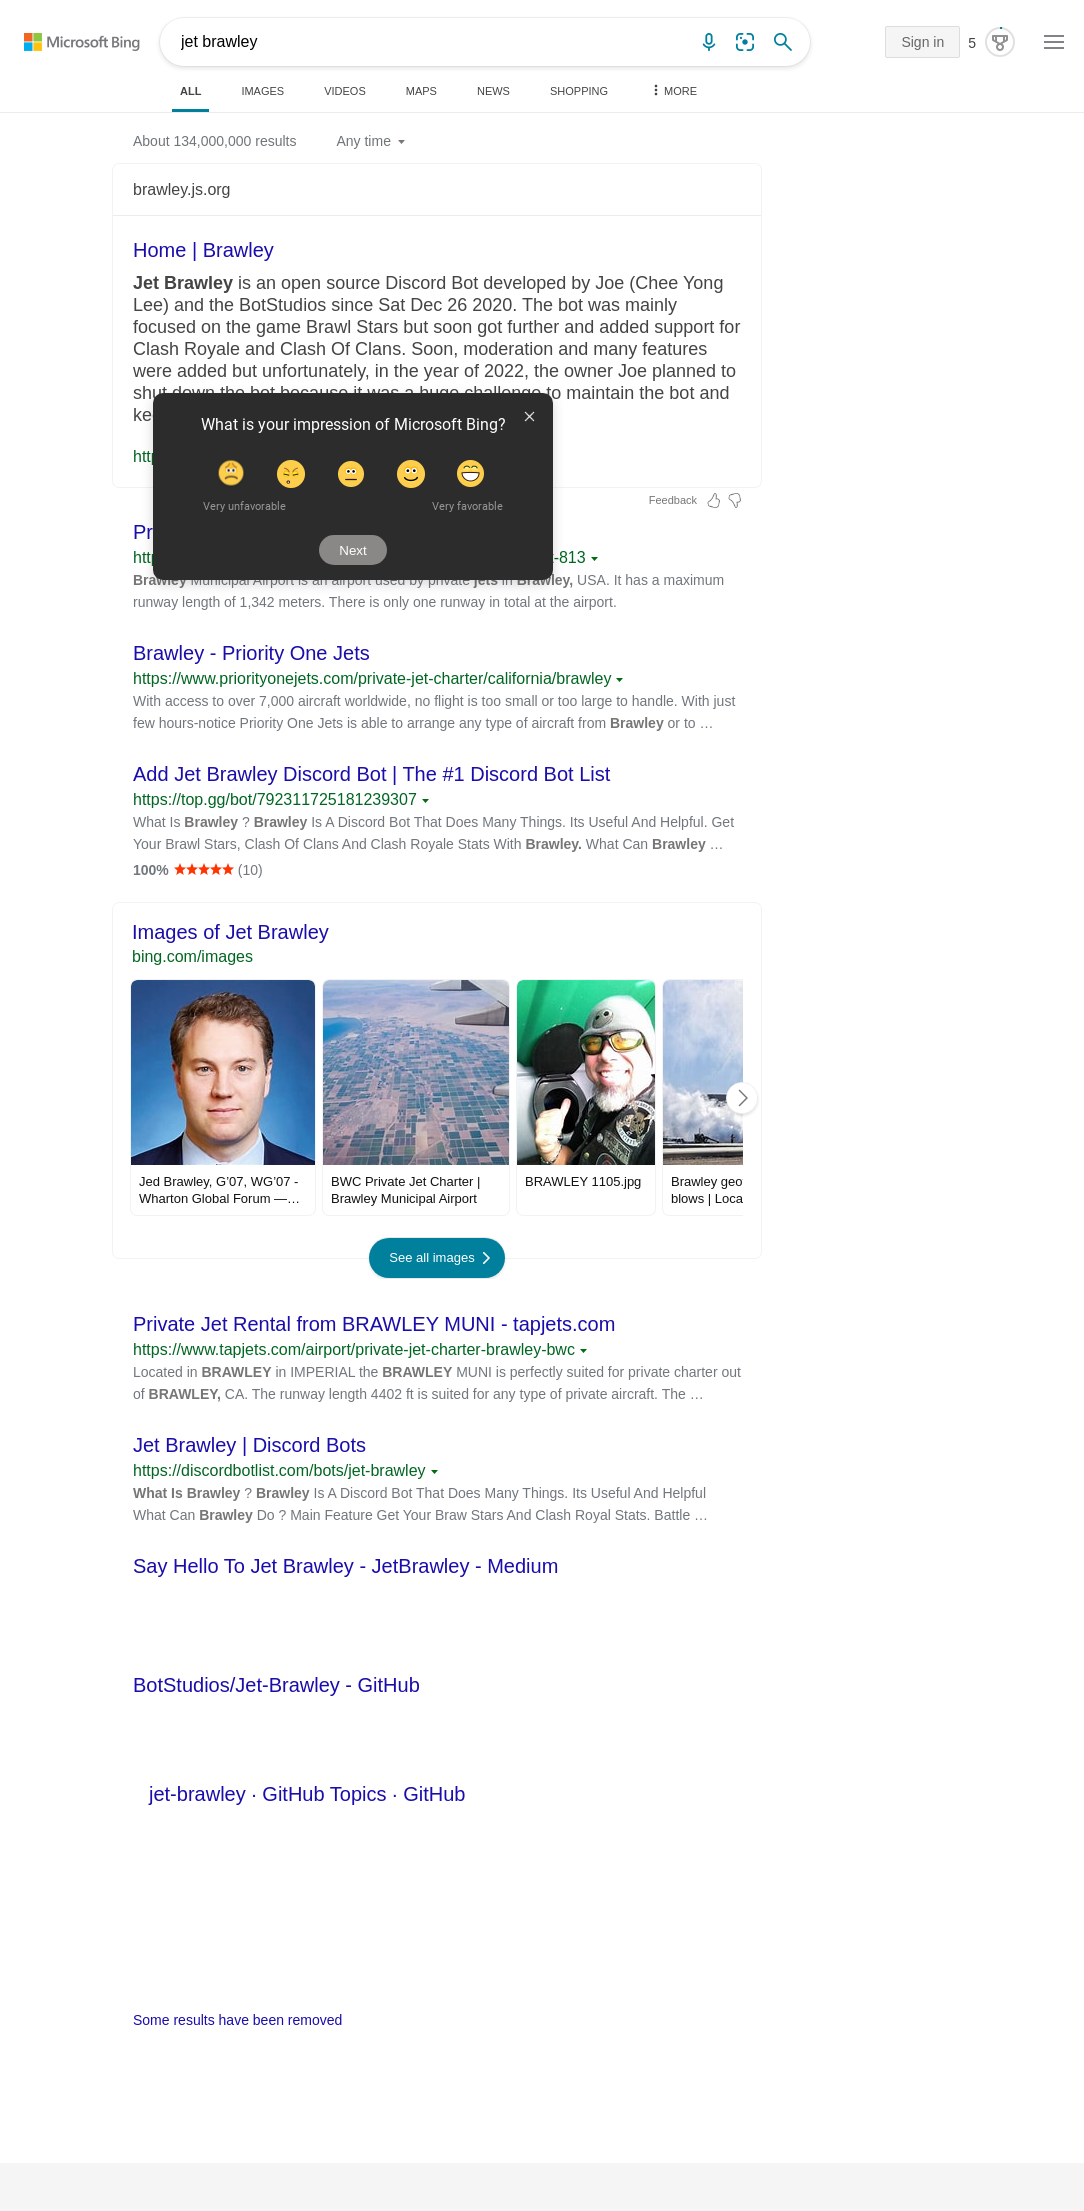 Microsoft Bing
jet brawley
Sign in
5
ALL
IMAGES
VIDEOS
MAPS
NEWS
SHOPPING
MORE
About 134,000,000 results
Any time
brawley.js.org
Home | Brawley
Jet Brawley is an open source Discord Bot developed by Joe (Chee Yong
Lee) and the BotStudios since Sat Dec 26 2020. The bot was mainly
focused on the game Brawl Stars but soon got further and added support for
Clash Royale and Clash Of Clans. Soon, moderation and many features
were added but unfortunately, in the year of 2022, the owner Joe planned to
shut down the bot because it was a huge challenge to maintain the bot and
What is your impression of Microsoft Bing?
Very unfavorable
Very favorable
Next
Feedback
-813
Brawley Municipal Airport is an airport used by private jets in Brawley, USA. It has a maximum
runway length of 1,342 meters. There is only one runway in total at the airport.
Brawley - Priority One Jets
https://www.priorityonejets.com/private-jet-charter/california/brawley
With access to over 7,000 aircraft worldwide, no flight is too small or too large to handle. With just
few hours-notice Priority One Jets is able to arrange any type of aircraft from Brawley or to …
Add Jet Brawley Discord Bot | The #1 Discord Bot List
https://top.gg/bot/792311725181239307
What Is Brawley ? Brawley Is A Discord Bot That Does Many Things. Its Useful And Helpful. Get
Your Brawl Stars, Clash Of Clans And Clash Royale Stats With Brawley. What Can Brawley …
100% (10)
Images of Jet Brawley
bing.com/images
Jed Brawley, G’07, WG’07 -
Wharton Global Forum —…
BWC Private Jet Charter |
Brawley Municipal Airport
BRAWLEY 1105.jpg
Brawley geo
blows | Loca
See all images
Private Jet Rental from BRAWLEY MUNI - tapjets.com
https://www.tapjets.com/airport/private-jet-charter-brawley-bwc
Located in BRAWLEY in IMPERIAL the BRAWLEY MUNI is perfectly suited for private charter out
of BRAWLEY, CA. The runway length 4402 ft is suited for any type of private aircraft. The …
Jet Brawley | Discord Bots
https://discordbotlist.com/bots/jet-brawley
What Is Brawley ? Brawley Is A Discord Bot That Does Many Things. Its Useful And Helpful
What Can Brawley Do ? Main Feature Get Your Braw Stars And Clash Royal Stats. Battle …
Say Hello To Jet Brawley - JetBrawley - Medium
BotStudios/Jet-Brawley - GitHub
jet-brawley · GitHub Topics · GitHub
Some results have been removed